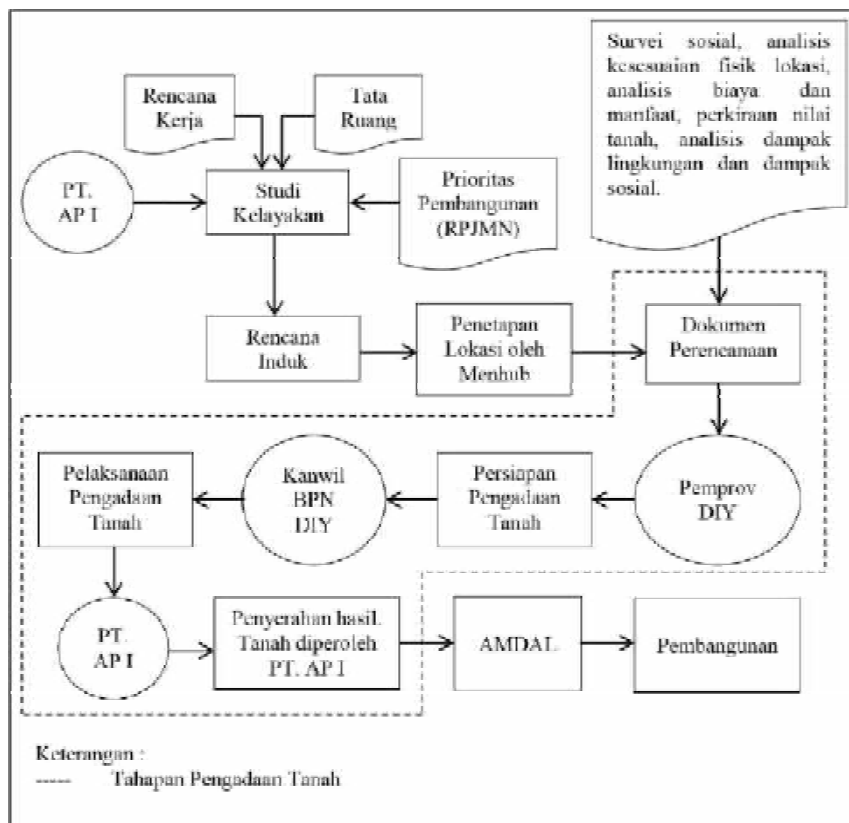 Rencana
Kerja
Tata
Ruang
Survei sosial, analisis
kesesuaian fisik lokasi,
analisis biaya dan
manfaat, perkiraan nilai
tanah, analisis dampak
lingkungan dan dampak
sosial.
PT.
AP I
Studi
Kelayakan
Prioritas
Pembangunan
(RPJMN)
Rencana
Induk
Penetapan
Lokasi oleh
Menhub
Dokumen
Perencanaan
Pelaksanaan
Pengadaan
Tanah
Kanwil
BPN
DIY
Persiapan
Pengadaan
Tanah
Pemprov
DIY
PT.
AP I
Penyerahan hasil.
Tanah diperoleh
PT. AP I
AMDAL
Pembangunan
Keterangan :
----- Tahapan Pengadaan Tanah